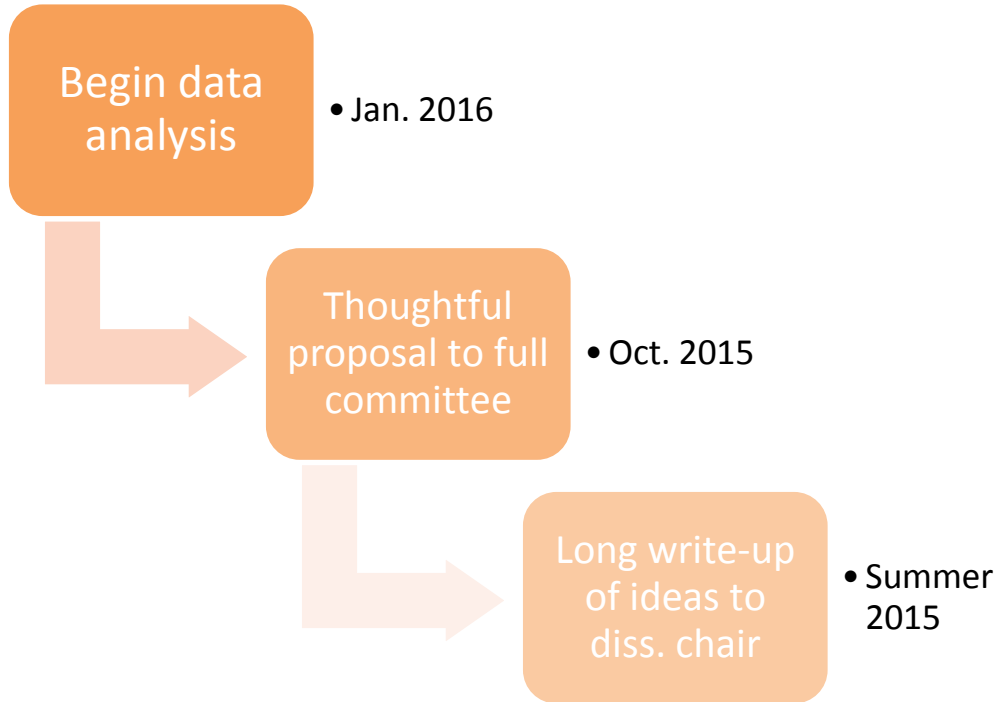 Begin data
analysis
• Jan. 2016
Thoughtful
proposal to full
committee
• Oct. 2015
Long write-up
of ideas to
diss. chair
• Summer
2015